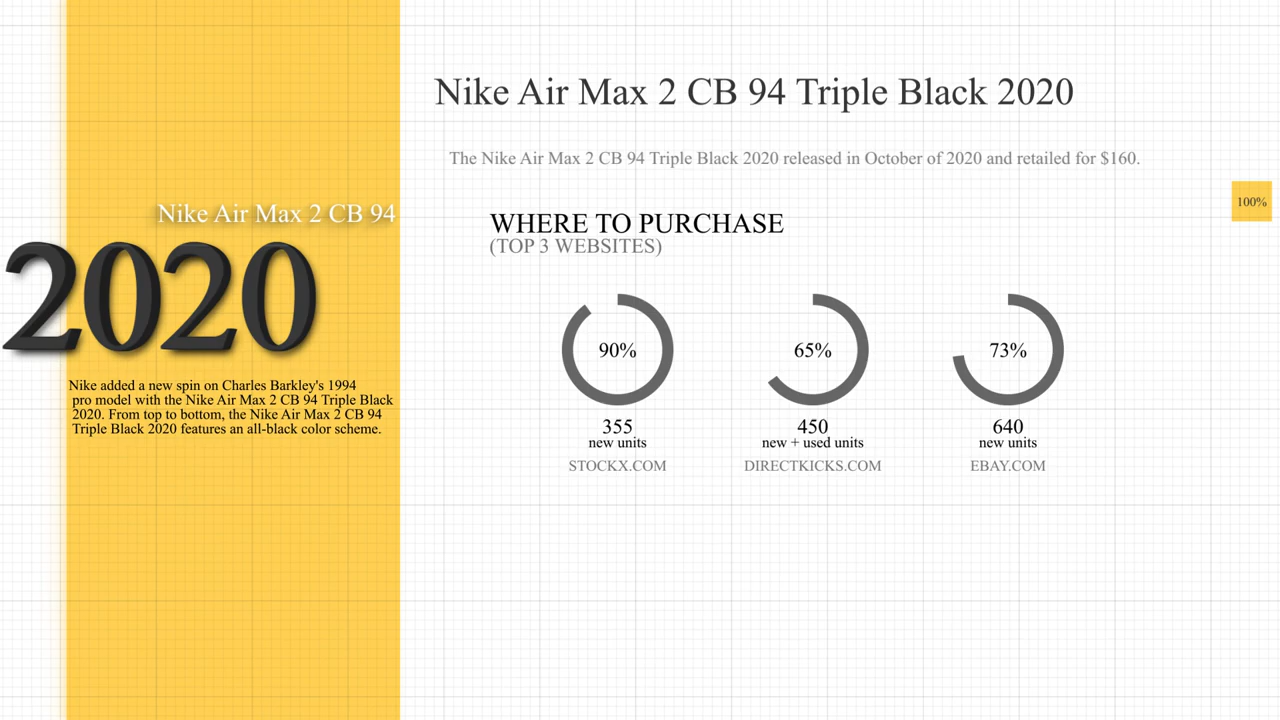 Nike Air Max 2 CB 94
2020
Nike added a new spin on Charles Barkley's 1994
pro model with the Nike Air Max 2 CB 94 Triple Black
2020. From top to bottom, the Nike Air Max 2 CB 94
Triple Black 2020 features an all-black color scheme.
Nike Air Max 2 CB 94 Triple Black 2020
The Nike Air Max 2 CB 94 Triple Black 2020 released in October of 2020 and retailed for $160.
100%
WHERE TO PURCHASE
(TOP 3 WEBSITES)
90%
355
new units
STOCKX.COM
65%
450
new + used units
DIRECTKICKS.COM
73%
640
new units
EBAY.COM